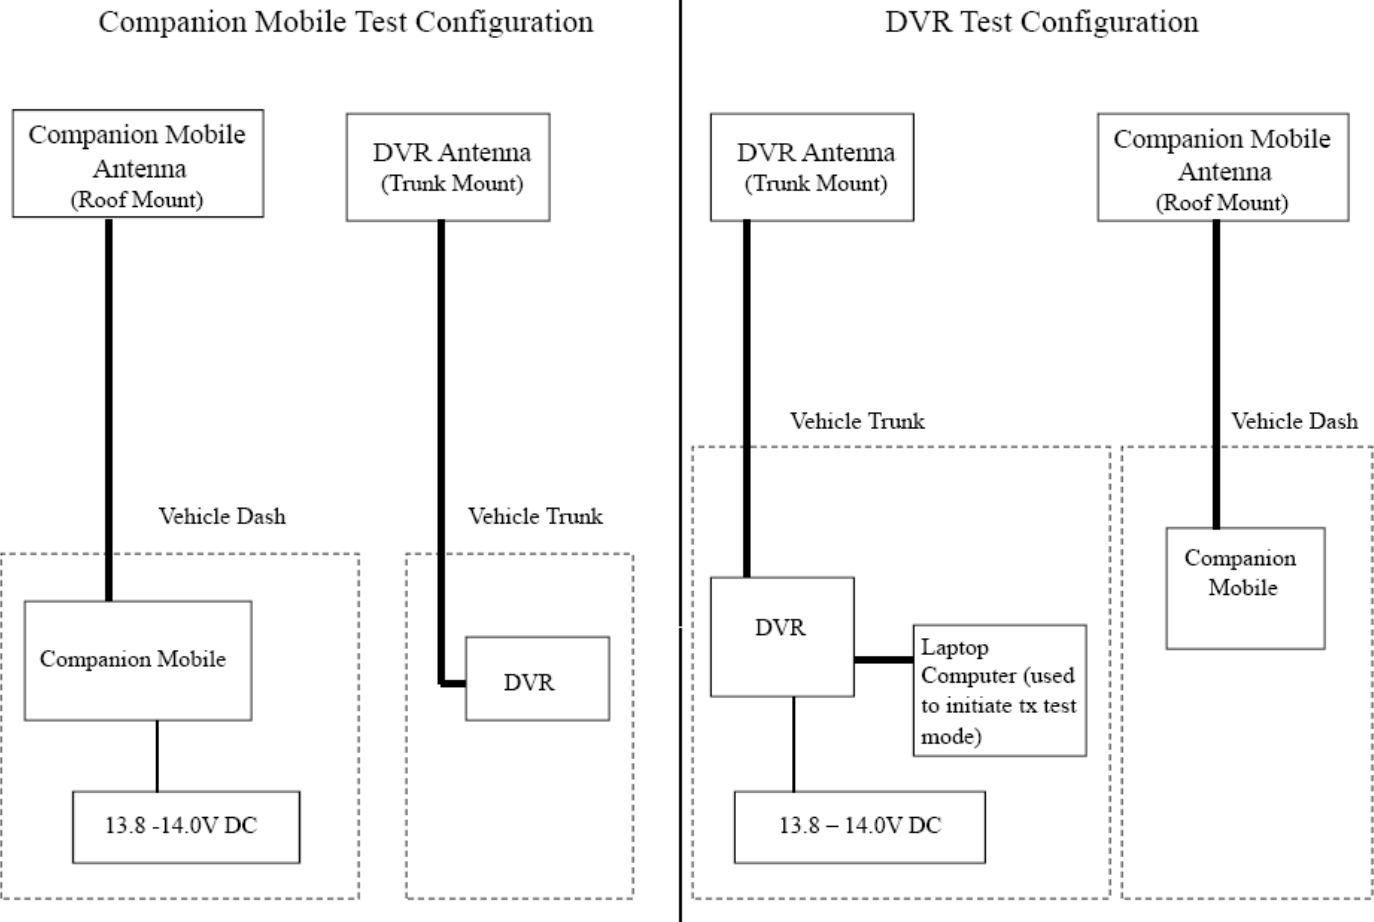 Companion Mobile Test Configuration
Companion Mobile
Antenna
(Roof Mount)
DVR Antenna
(Trunk Mount)
Vehicle Dash
Vehicle Trunk
Companion Mobile
DVR
13.8 -14.0V DC
DVR Test Configuration
DVR Antenna
(Trunk Mount)
Companion Mobile
Antenna
(Roof Mount)
Vehicle Trunk
Vehicle Dash
DVR
Laptop
Computer (used
to initiate tx test
mode)
Companion
Mobile
13.8 – 14.0V DC